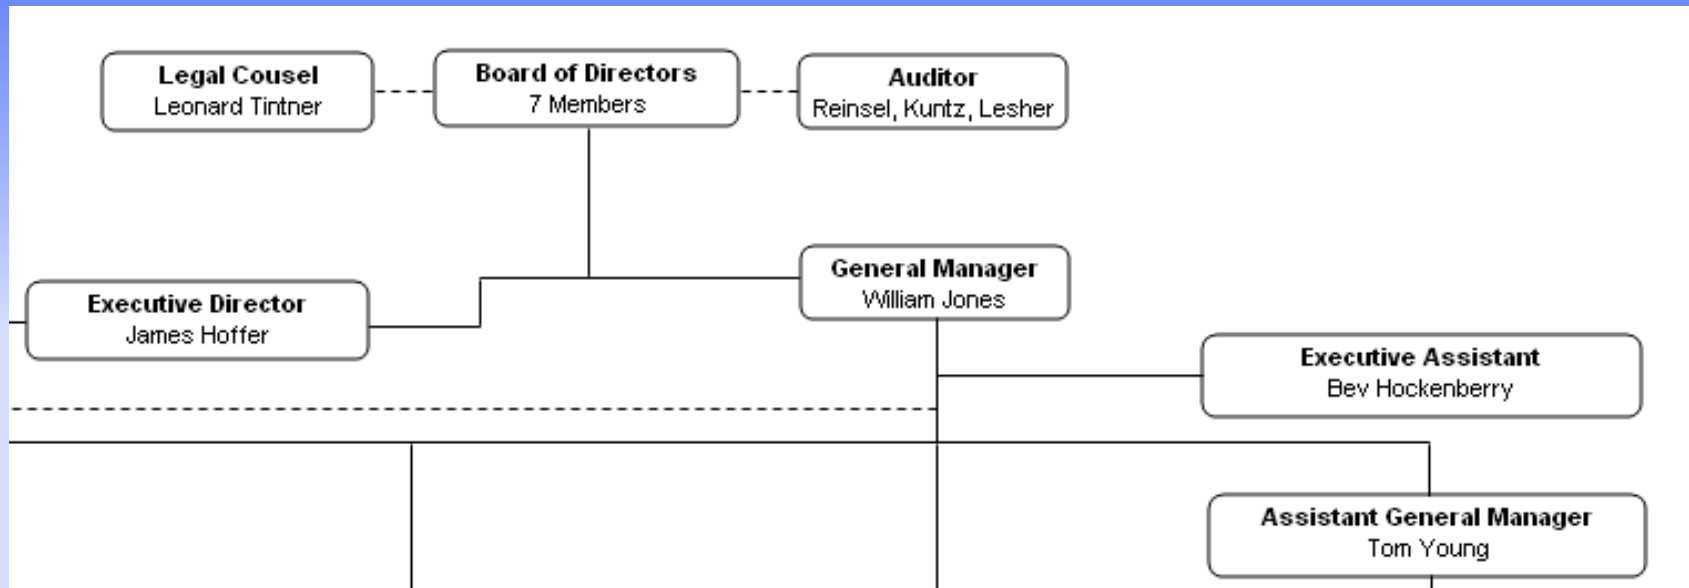 Legal Cousel
Leonard Tintner
Board of Directors
7 Members
Auditor
Reinsel, Kuntz, Lesher
General Manager
William Jones
Executive Director
James Hoffer
Executive Assistant
Bev Hockenberry
Assistant General Manager
Tom Young